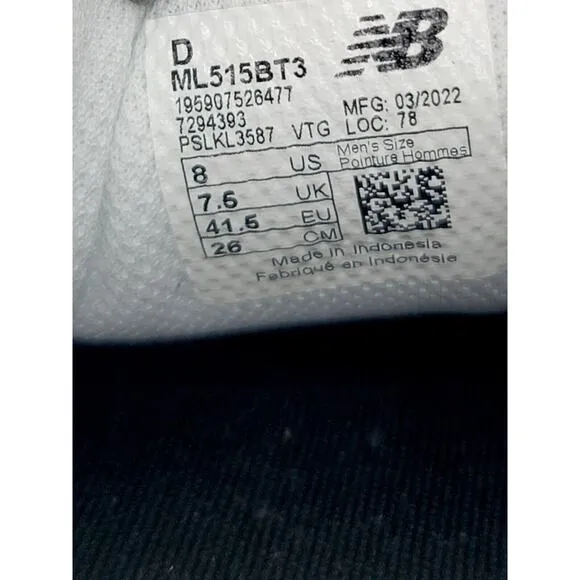 D
NB
ML515BT3
195907526477
7294393 MFG: 03/2022
PSLKL3587 VTG LOC: 78
8 US Men's Size
Pointure Hommes
7.5 UK
41.5 EU
26 CM
Made in Indonesia
Fabriqué en Indonésie